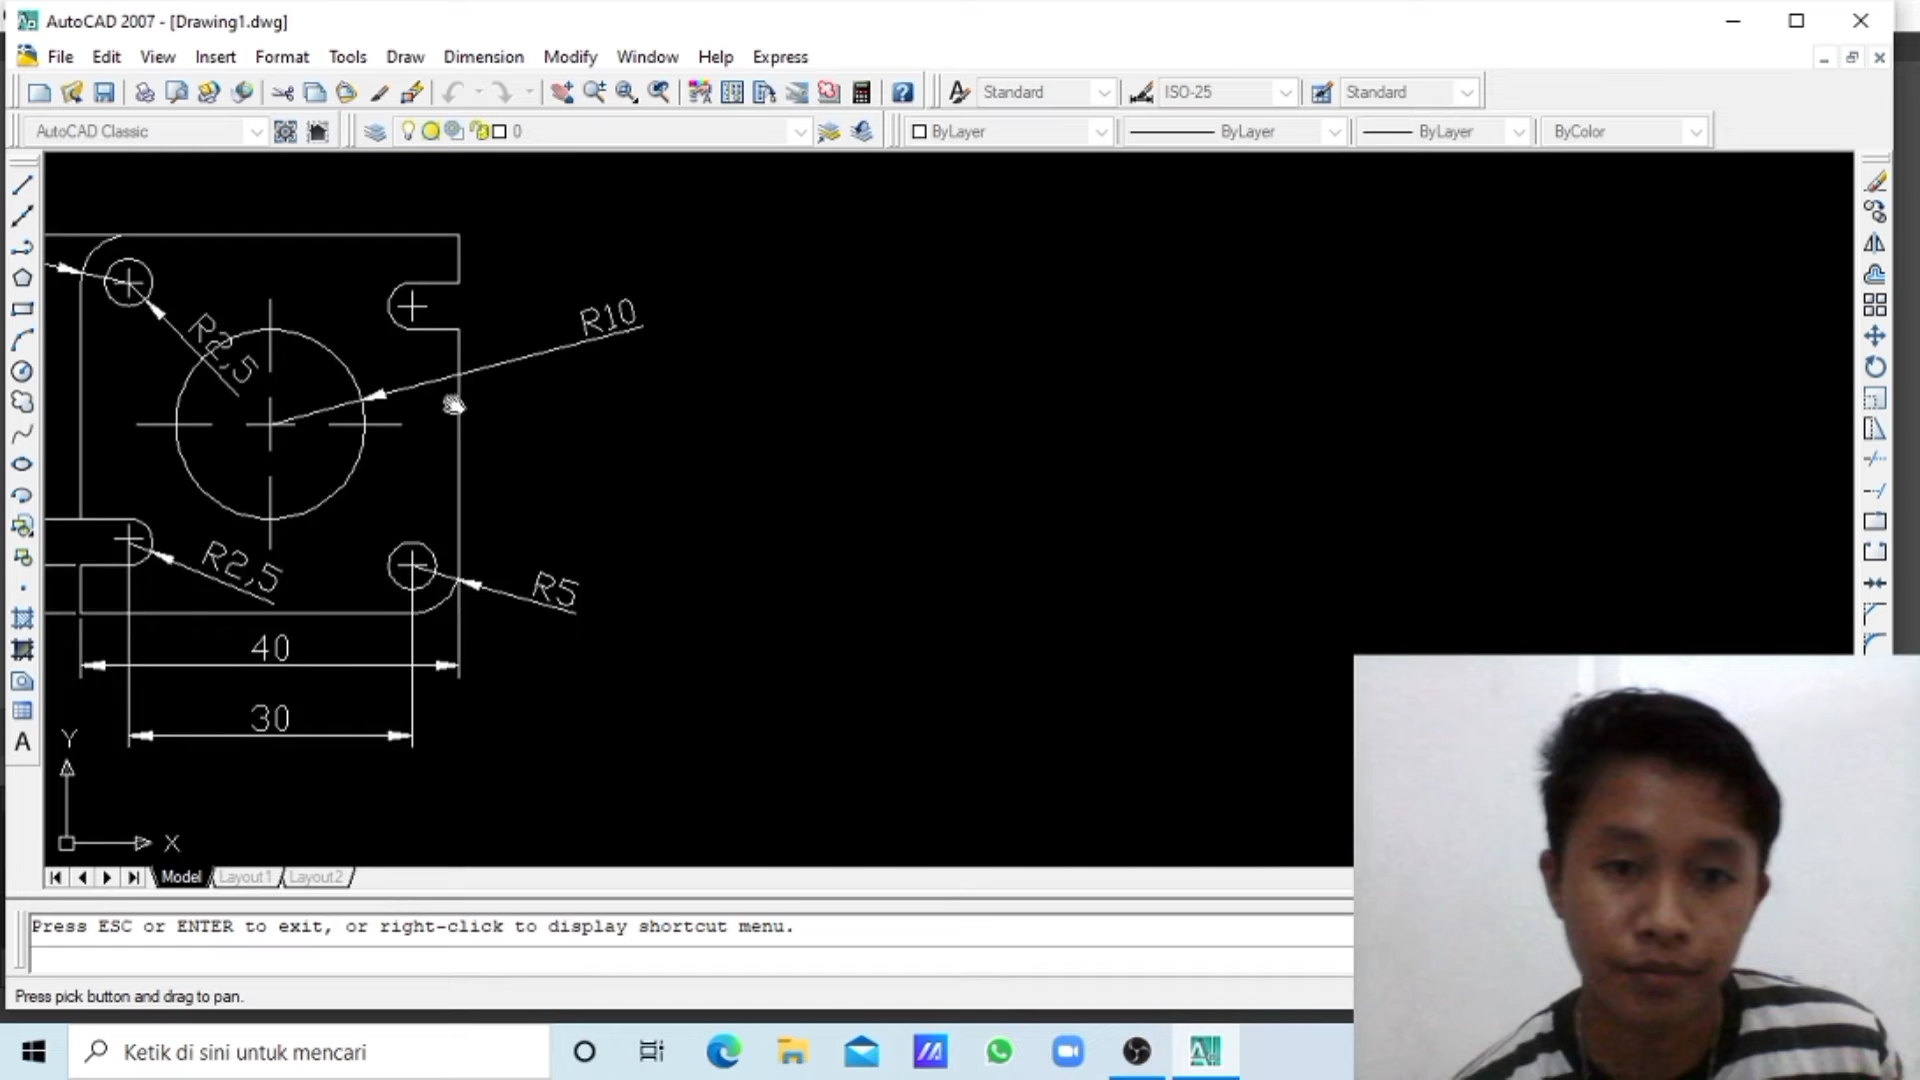 AutoCAD 2007 - [Drawing1.dwg]
File Edit View Insert Format Tools Draw Dimension Modify Window Help Express
Standard ISO-25 Standard
AutoCAD Classic 0 ByLayer ByLayer ByLayer ByColor
R10
R2,5
R2,5
R5
40
30
Y
X
A
Model Layout1 Layout2
Press ESC or ENTER to exit, or right-click to display shortcut menu.
Press pick button and drag to pan.
Ketik di sini untuk mencari